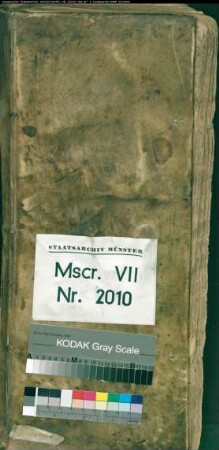 STAATSARCHIV MÜNSTER
Mscr. VII
Nr. 2010
KODAK Gray Scale